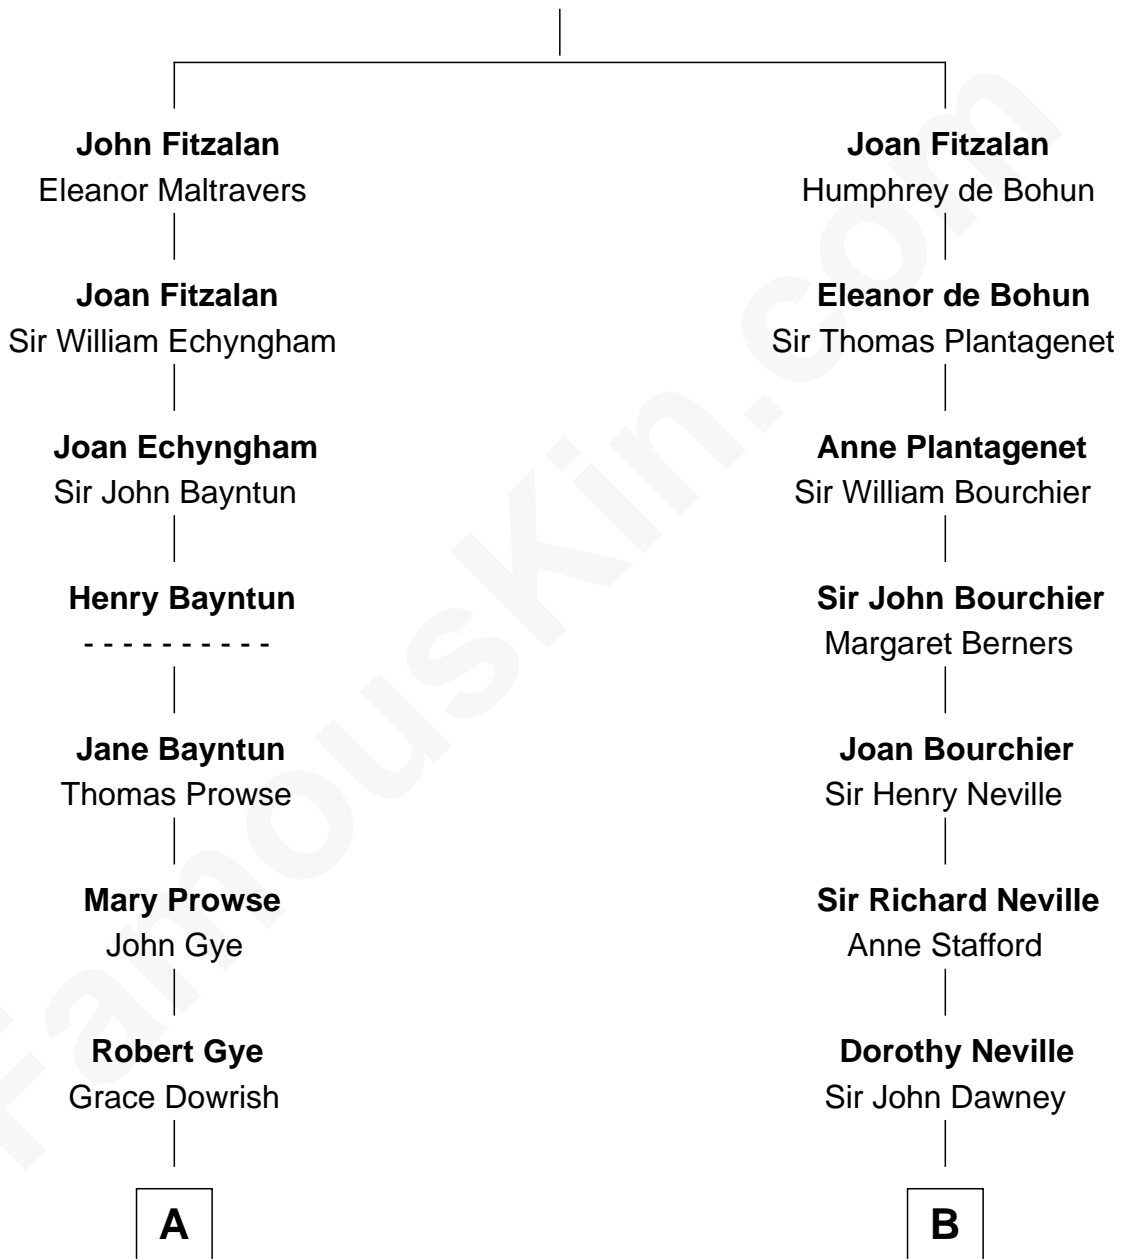 John Fitzalan
Eleanor Maltravers
Joan Fitzalan
Sir William Echyngham
Joan Echyngham
Sir John Bayntun
Henry Bayntun
- - - - - - - - - -
Jane Bayntun
Thomas Prowse
Mary Prowse
John Gye
Robert Gye
Grace Dowrish
A
Joan Fitzalan
Humphrey de Bohun
Eleanor de Bohun
Sir Thomas Plantagenet
Anne Plantagenet
Sir William Bourchier
Sir John Bourchier
Margaret Berners
Joan Bourchier
Sir Henry Neville
Sir Richard Neville
Anne Stafford
Dorothy Neville
Sir John Dawney
B
FamousKin.com